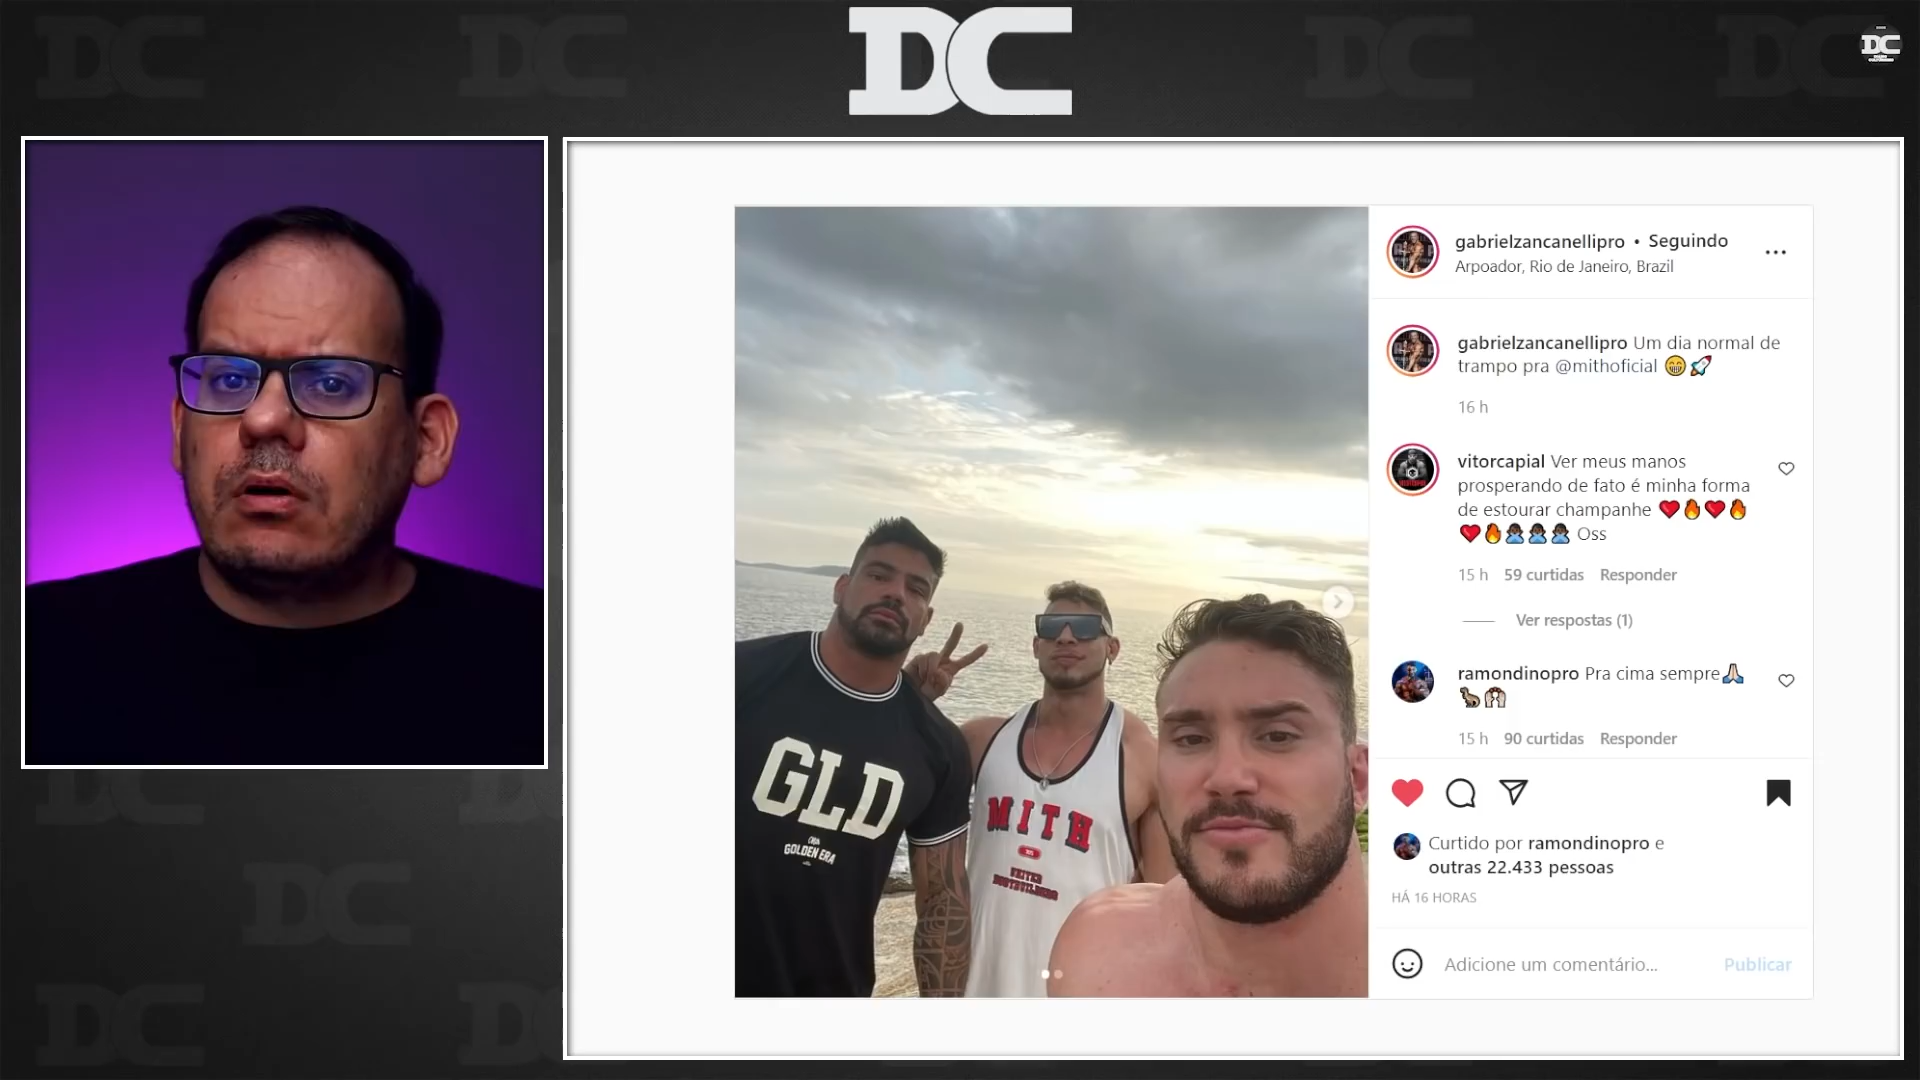 DC
DC
GLD
GOLDEN ERA
MITH
gabrielzancanellipro • Seguindo
Arpoador, Rio de Janeiro, Brazil
gabrielzancanellipro Um dia normal de
trampo pra @mithoficial 😁🚀
16 h
vitorcapial Ver meus manos
prosperando de fato é minha forma
de estourar champanhe ❤️🔥❤️🔥
❤️🔥🙇🏿🙇🏿🙇🏿 Oss
15 h 59 curtidas Responder
Ver respostas (1)
ramondinopro Pra cima sempre🙏🏻
🦕🙌🏻
15 h 90 curtidas Responder
Curtido por ramondinopro e
outras 22.433 pessoas
HÁ 16 HORAS
Adicione um comentário... Publicar